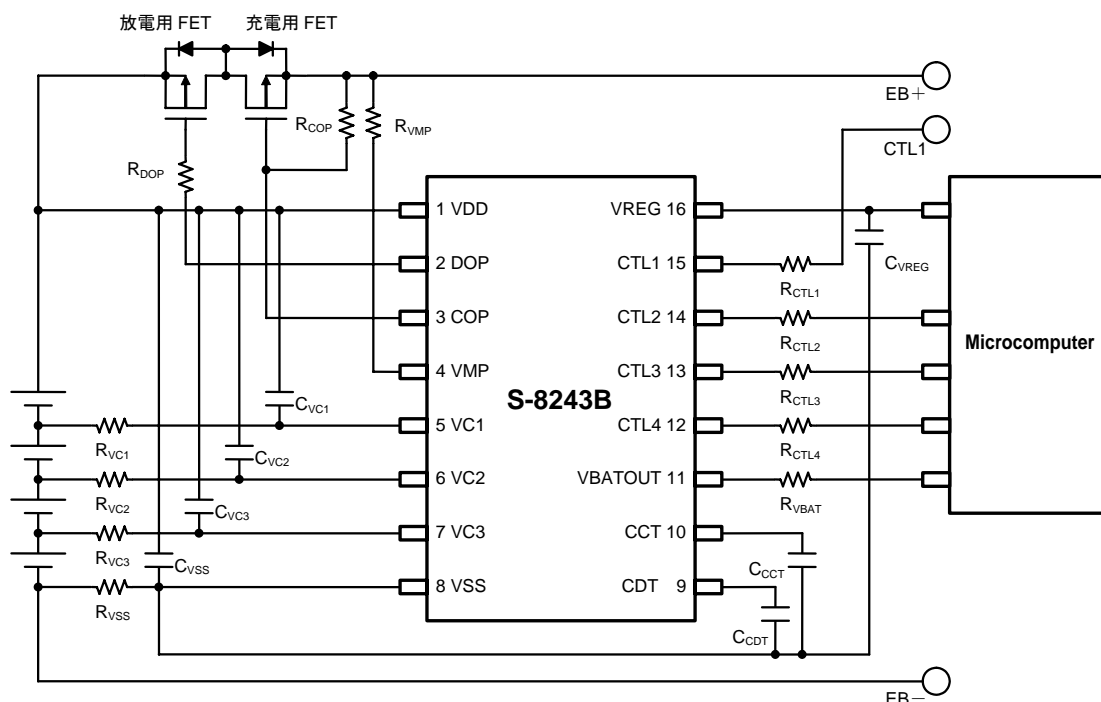 放電用 FET
充電用 FET
EB＋
CTL1
RCOP
RVMP
RDOP
1 VDD
2 DOP
3 COP
4 VMP
5 VC1
6 VC2
7 VC3
8 VSS
S-8243B
VREG 16
CTL1 15
CTL2 14
CTL3 13
CTL4 12
VBATOUT 11
CCT 10
CDT 9
CVREG
RCTL1
RCTL2
RCTL3
RCTL4
RVBAT
Microcomputer
CVC1
CVC2
CVC3
CVSS
RVC1
RVC2
RVC3
RVSS
CCCT
CCDT
EB－